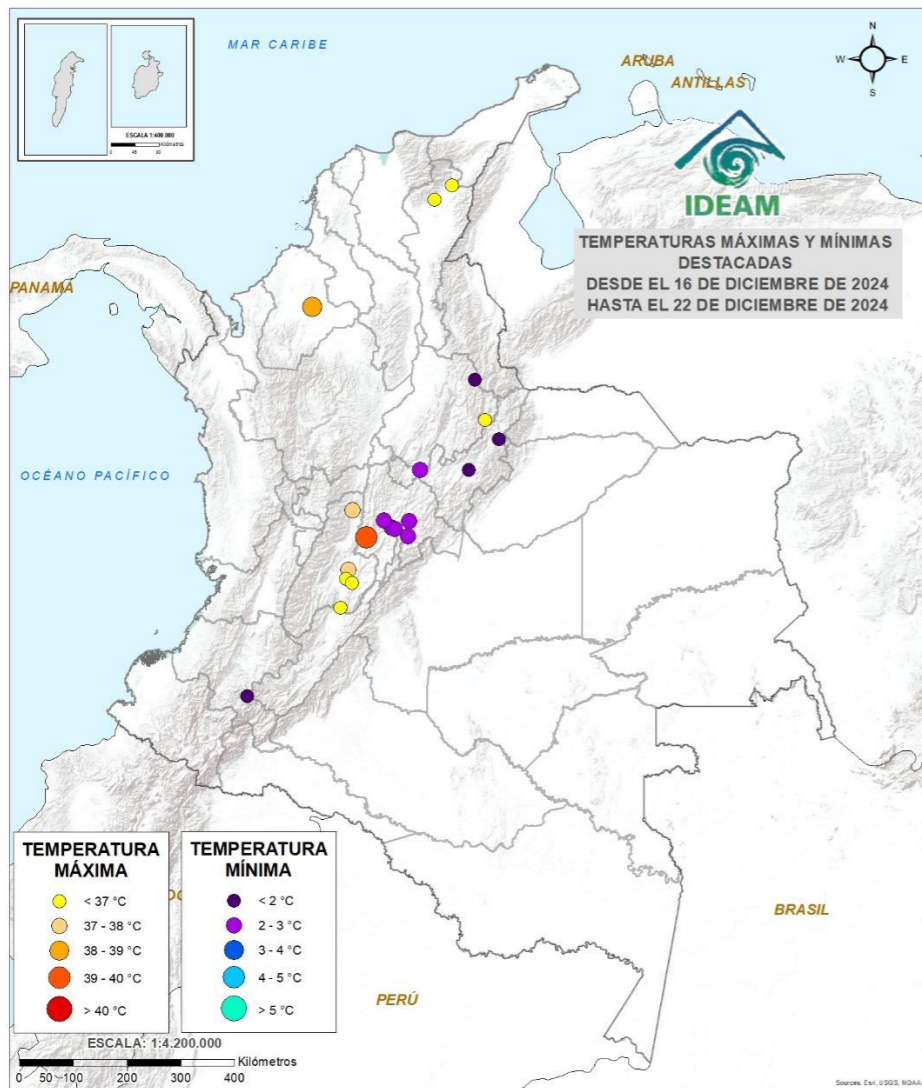 MAR CARIBE
N
W
E
S
ARUBA
ANTILLAS
ESCALA 1:400.000
Kilómetros
IDEAM
TEMPERATURAS MÁXIMAS Y MÍNIMAS
DESTACADAS
DESDE EL 16 DE DICIEMBRE DE 2024
HASTA EL 22 DE DICIEMBRE DE 2024
PANAMÁ
OCÉANO PACÍFICO
TEMPERATURA
MÁXIMA
< 37 °C
37 - 38 °C
38 - 39 °C
39 - 40 °C
> 40 °C
TEMPERATURA
MÍNIMA
< 2 °C
2 - 3 °C
3 - 4 °C
4 - 5 °C
> 5 °C
BRASIL
PERÚ
ESCALA: 1:4.200.000
Kilómetros
0 50 100 200 300 400
Sources: Esri, USGS, NOAA